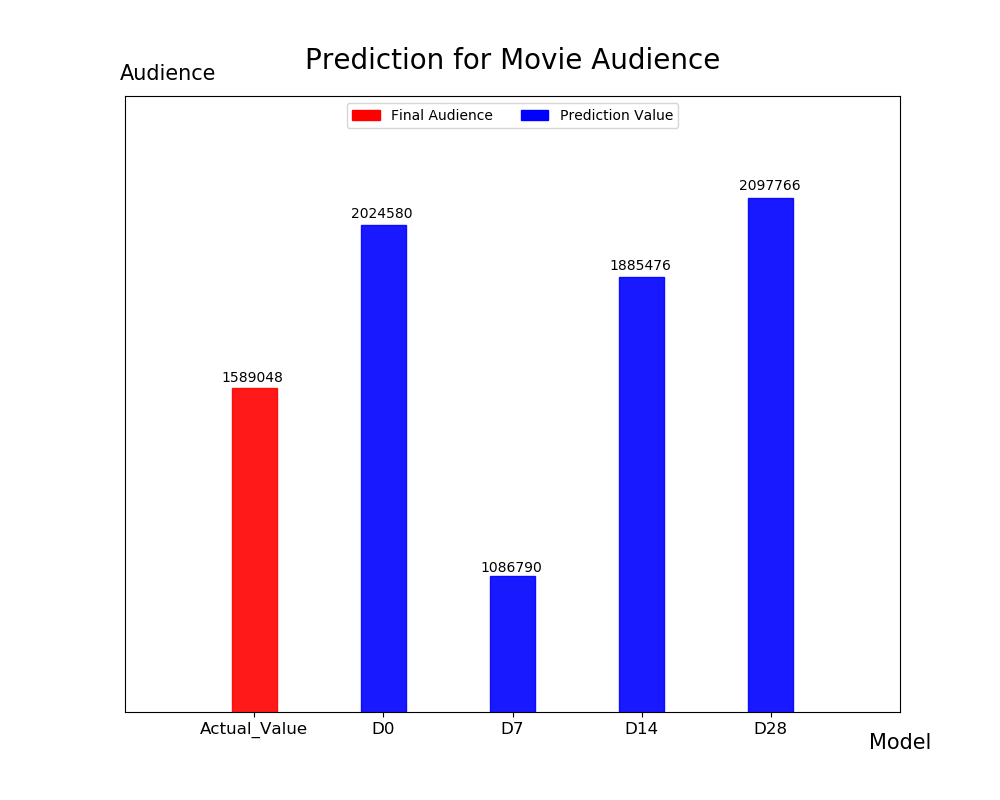 Prediction for Movie Audience
Audience
Final Audience Prediction Value
2097766
2024580
1885476
1589048
1086790
Actual_Value D0 D7 D14 D28
Model